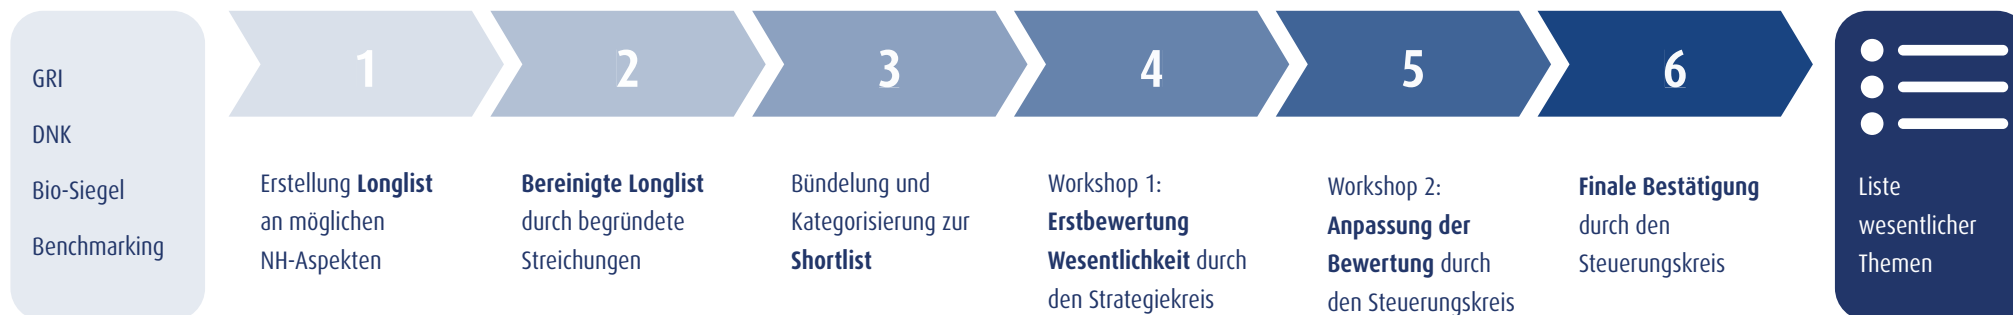 GRI
DNK
Bio-Siegel
Benchmarking
1
Erstellung Longlist
an möglichen
NH-Aspekten
2
Bereinigte Longlist
durch begründete
Streichungen
3
Bündelung und
Kategorisierung zur
Shortlist
4
Workshop 1:
Erstbewertung
Wesentlichkeit durch
den Strategiekreis
5
Workshop 2:
Anpassung der
Bewertung durch
den Steuerungskreis
6
Finale Bestätigung
durch den
Steuerungskreis
Liste
wesentlicher
Themen